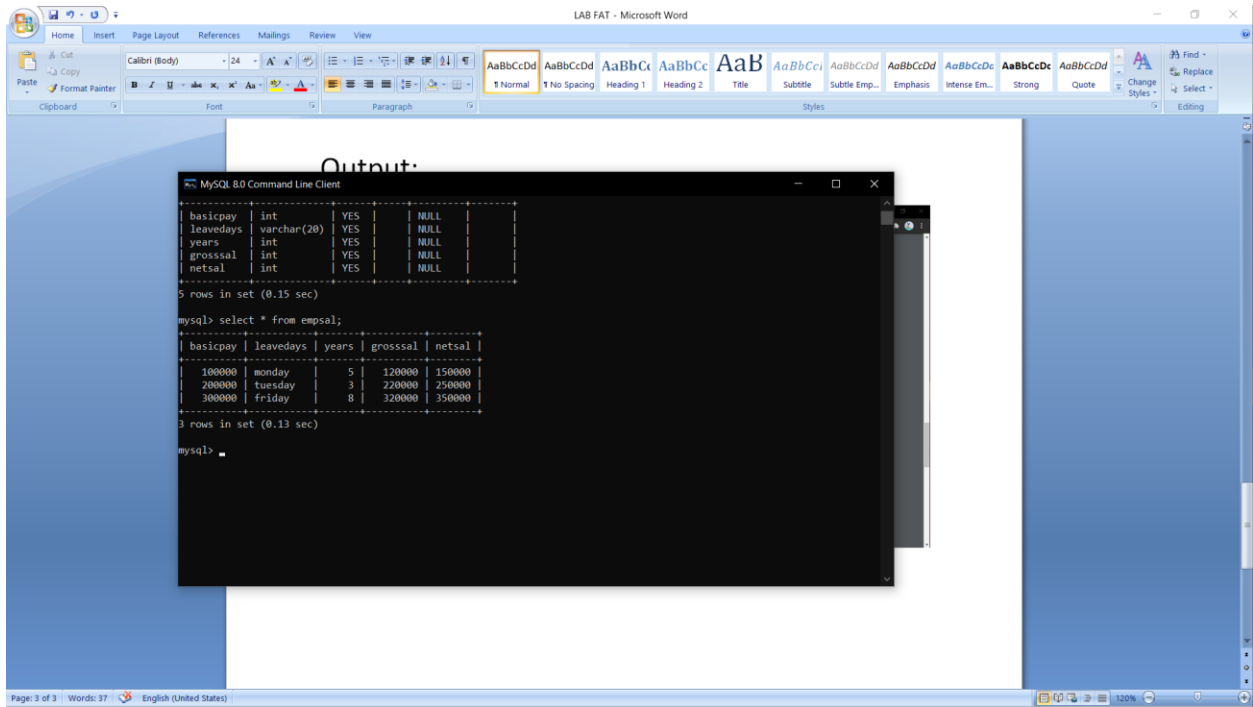 LAB FAT - Microsoft Word
Home Insert Page Layout References Mailings Review View
Paste
Cut
Copy
Format Painter
Clipboard
Calibri (Body) 24
Font
Paragraph
AaBbCcDd AaBbCcDd AaBbCc AaBbCc AaB AaBbCcI AaBbCcDd AaBbCcDd AaBbCcDc AaBbCcDc AaBbCcDd
¶ Normal ¶ No Spacing Heading 1 Heading 2 Title Subtitle Subtle Emp... Emphasis Intense Em... Strong Quote
Change Styles
Styles
Find
Replace
Select
Editing
Output:
MySQL 8.0 Command Line Client
+----------+-------------+------+-----+---------+-------+
| basicpay | int | YES | | NULL | |
| leavedays | varchar(20) | YES | | NULL | |
| years | int | YES | | NULL | |
| grosssal | int | YES | | NULL | |
| netsal | int | YES | | NULL | |
+----------+-------------+------+-----+---------+-------+
5 rows in set (0.15 sec)
mysql> select * from empsal;
+----------+-----------+-------+----------+--------+
| basicpay | leavedays | years | grosssal | netsal |
+----------+-----------+-------+----------+--------+
| 100000 | monday | 5 | 120000 | 150000 |
| 200000 | tuesday | 3 | 220000 | 250000 |
| 300000 | friday | 8 | 320000 | 350000 |
+----------+-----------+-------+----------+--------+
3 rows in set (0.13 sec)
mysql>
Page: 3 of 3 Words: 37 English (United States) 120%